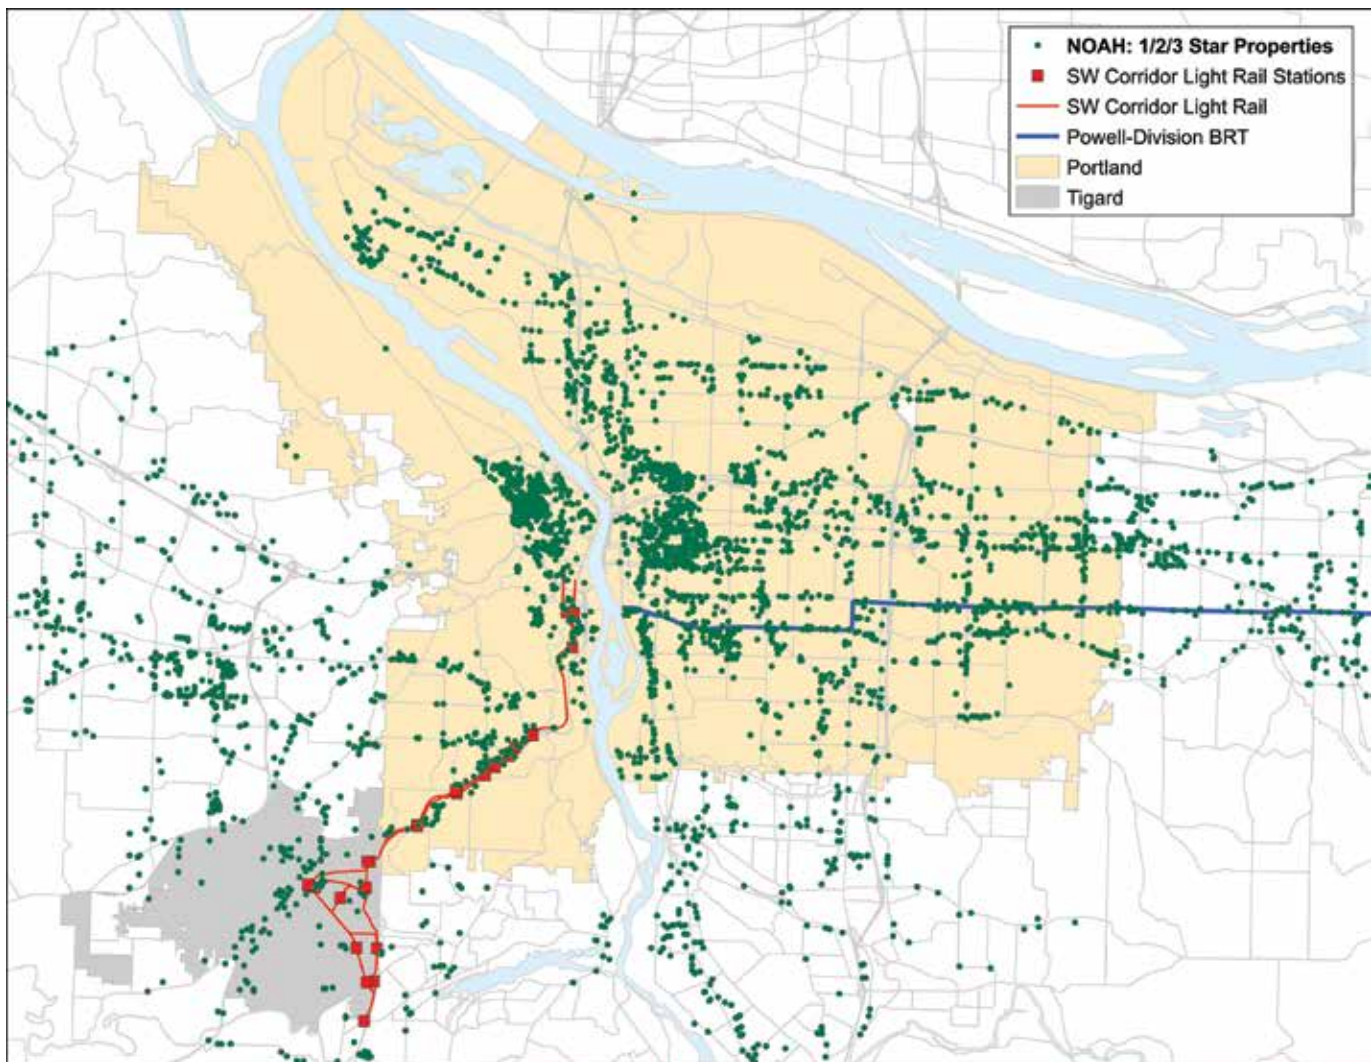 NOAH: 1/2/3 Star Properties
SW Corridor Light Rail Stations
SW Corridor Light Rail
Powell-Division BRT
Portland
Tigard